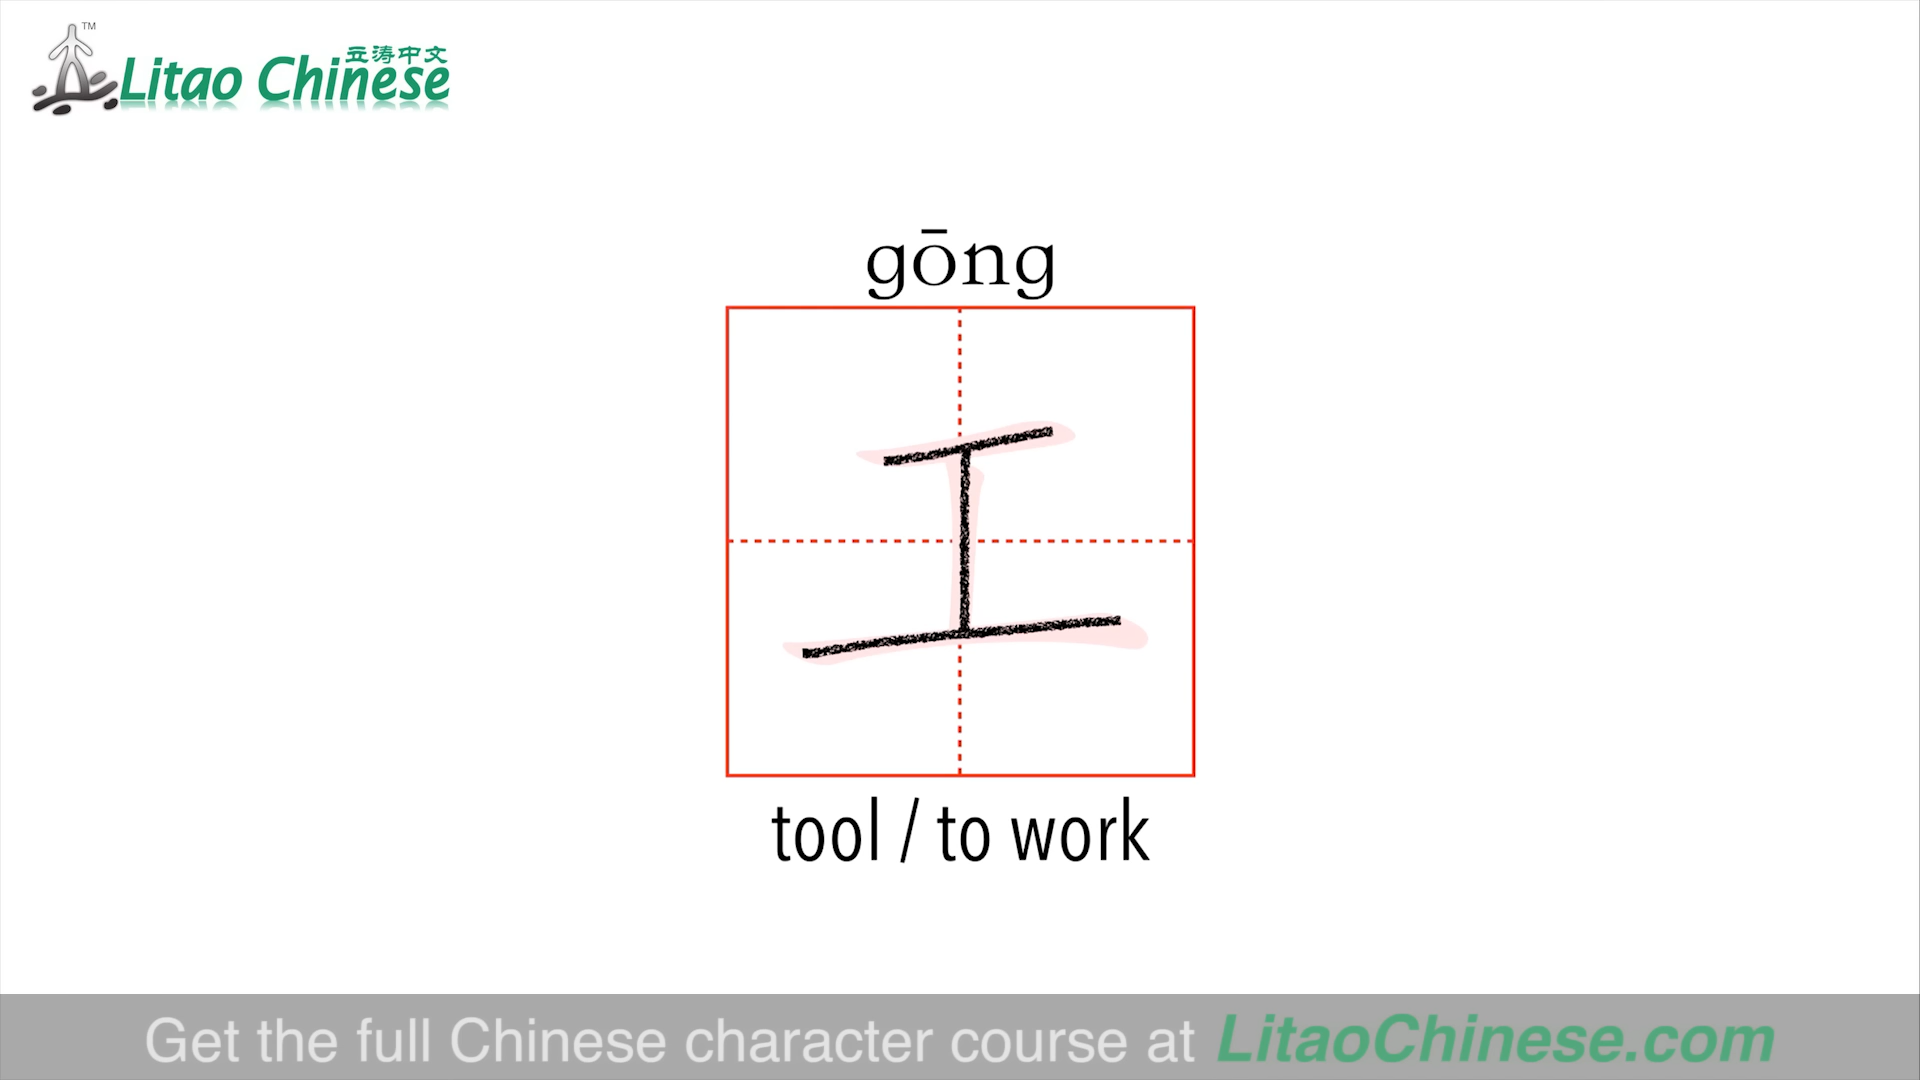 TM
立涛中文
Litao Chinese
gōng
工
tool / to work
Get the full Chinese character course at LitaoChinese.com